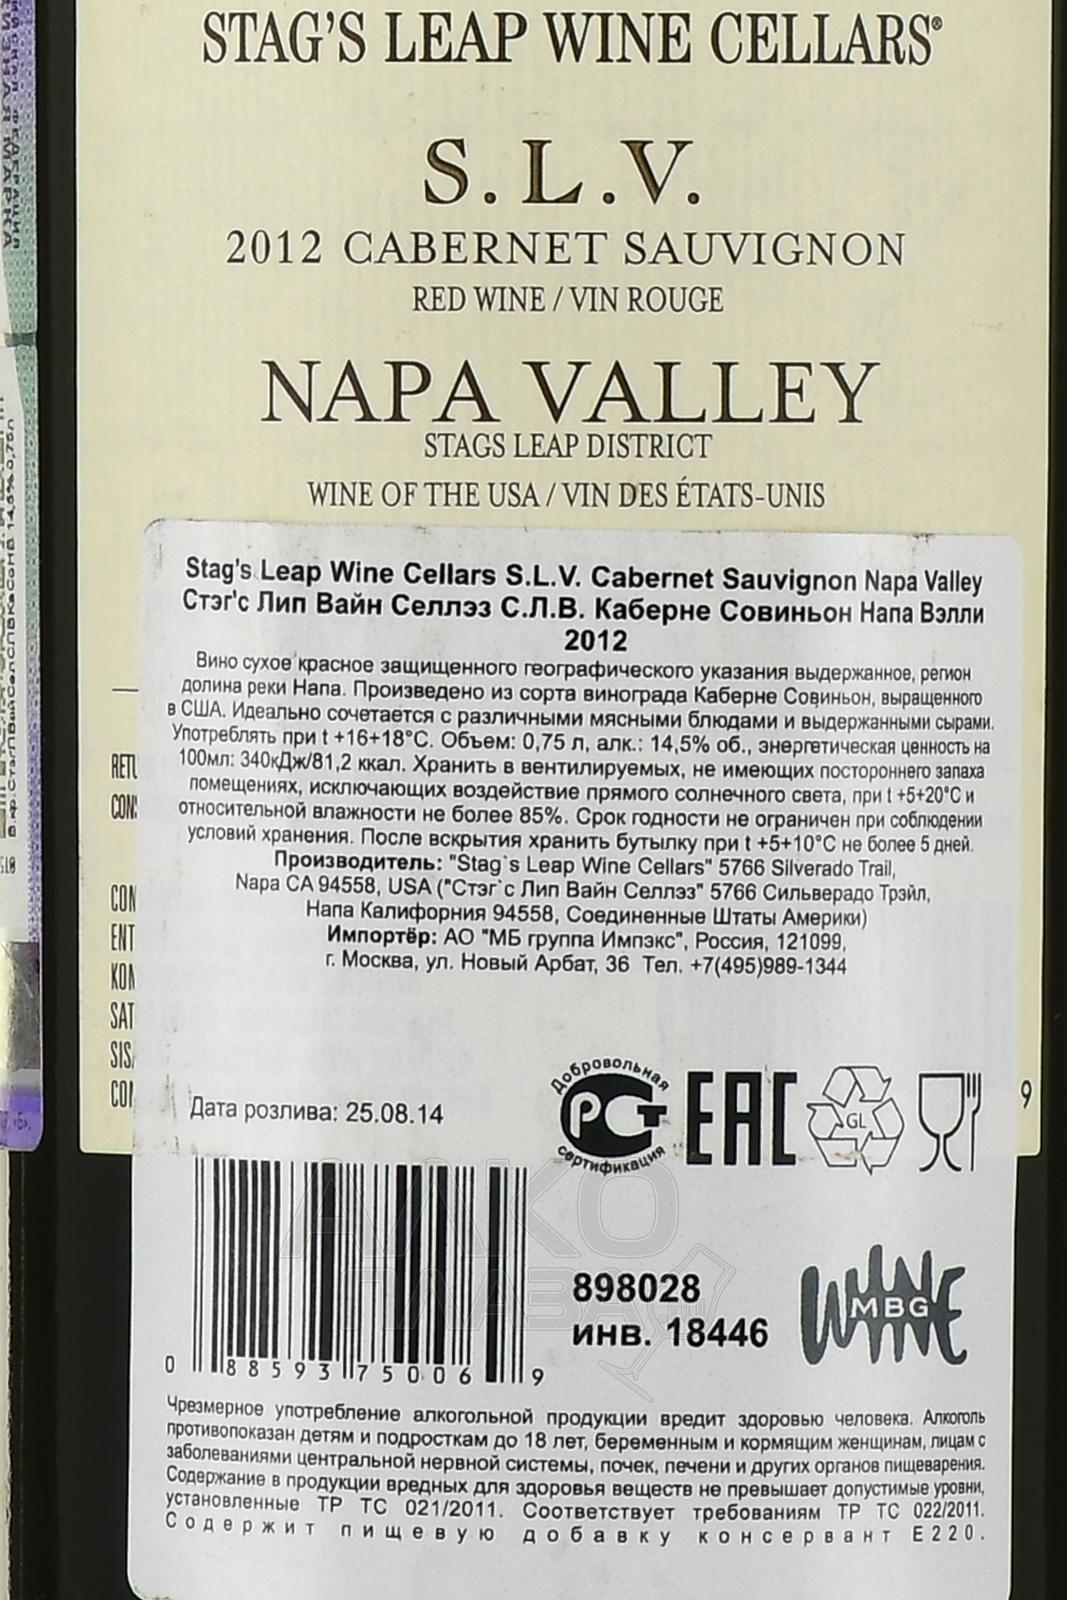 STAG'S LEAP WINE CELLARS®
S.L.V.
2012 CABERNET SAUVIGNON
RED WINE / VIN ROUGE
NAPA VALLEY
STAGS LEAP DISTRICT
WINE OF THE USA / VIN DES ÉTATS-UNIS
Stag's Leap Wine Cellars S.L.V. Cabernet Sauvignon Napa Valley
Стэг'с Лип Вайн Селлэз С.Л.В. Каберне Совиньон Напа Вэлли
2012
Вино сухое красное защищенного географического указания выдержанное, регион
долина реки Напа. Произведено из сорта винограда Каберне Совиньон, выращенного
в США. Идеально сочетается с различными мясными блюдами и выдержанными сырами.
Употреблять при t +16+18°С. Объем: 0,75 л, алк.: 14,5% об., энергетическая ценность на
100мл: 340кДж/81,2 ккал. Хранить в вентилируемых, не имеющих постороннего запаха
помещениях, исключающих воздействие прямого солнечного света, при t +5+20°С и
относительной влажности не более 85%. Срок годности не ограничен при соблюдении
условий хранения. После вскрытия хранить бутылку при t +5+10°С не более 5 дней.
Производитель: "Stag`s Leap Wine Cellars" 5766 Silverado Trail,
Napa CA 94558, USA ("Стэг`с Лип Вайн Селлэз" 5766 Сильверадо Трэйл,
Напа Калифорния 94558, Соединенные Штаты Америки)
Импортёр: АО "МБ группа Импэкс", Россия, 121099,
г. Москва, ул. Новый Арбат, 36 Тел. +7(495)989-1344
RETU
CONS
CON
ENT
KON
SAT
SIS
CON
9
Дата розлива: 25.08.14
Добровольная
РСТ
сертификация
EAC
GL
0 88593 75006 9
898028
инв. 18446
WINE
MBG
АЛКО
ПЛАЗА
Чрезмерное употребление алкогольной продукции вредит здоровью человека. Алкоголь
противопоказан детям и подросткам до 18 лет, беременным и кормящим женщинам, лицам с
заболеваниями центральной нервной системы, почек, печени и других органов пищеварения.
Содержание в продукции вредных для здоровья веществ не превышает допустимые уровни,
установленные ТР ТС 021/2011. Соответствует требованиям ТР ТС 022/2011.
Содержит пищевую добавку консервант Е220.